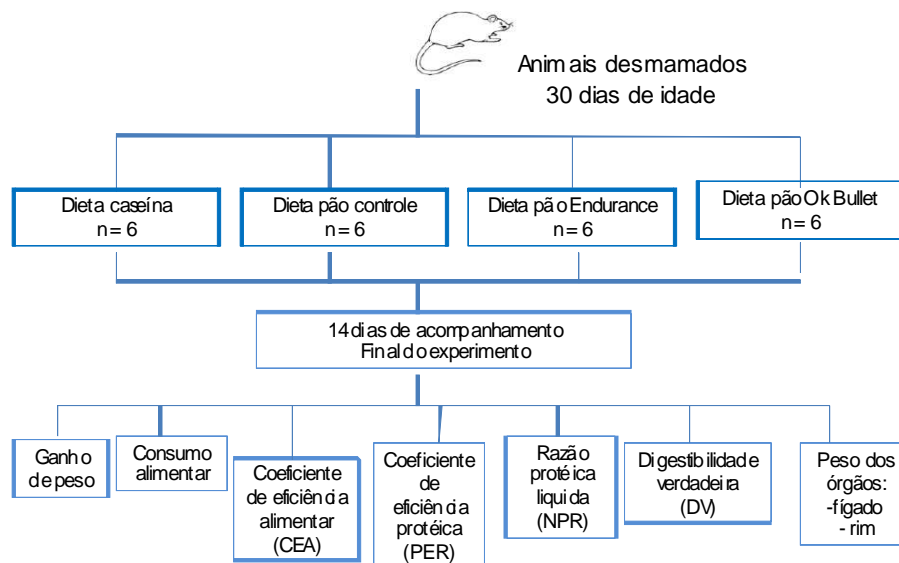 Animais desmamados
30 dias de idade
Dieta caseína
n= 6
Dieta pão controle
n= 6
Dieta pão Endurance
n= 6
Dieta pão Ok Bullet
n= 6
14 dias de acompanhamento
Final do experimento
Ganho
de peso
Consumo
alimentar
Coeficiente
de eficiência
alimentar
(CEA)
Coeficiente
de
eficiência
protéica
(PER)
Razão
protéica
liquida
(NPR)
Digestibilidade
verdadeira
(DV)
Peso dos
órgãos:
-fígado
- rim